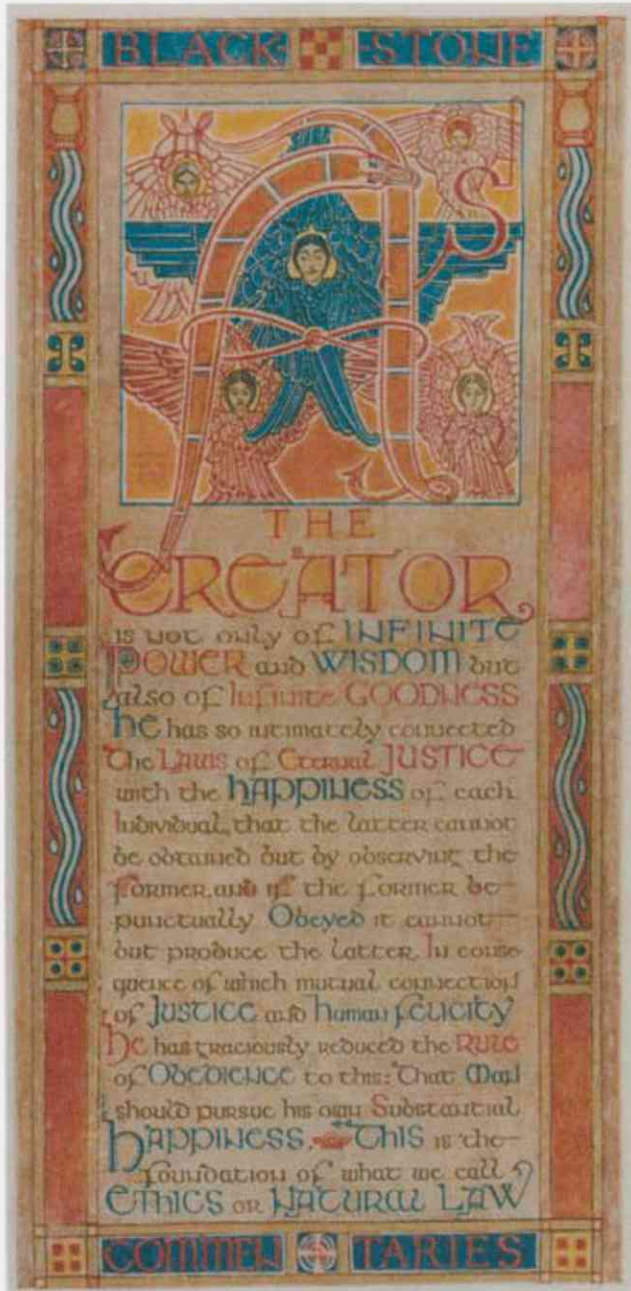 BLACK STONE
AS
THE
CREATOR
is not only of INFINITE
POWER and WISDOM but
also of Infinite GOODNESS
HE has so intimately connected
The Laws of Eternal JUSTICE
with the HAPPINESS of each
Individual, that the latter cannot
be obtained but by observing the
former, and if the former be
punctually Obeyed it cannot
but produce the latter. In conse
quence of which mutual connection
of JUSTICE and human felicity
He has graciously reduced the RULE
of OBEDIENCE to this: "That Man
should pursue his own Substantial
HAPPINESS. "THIS is the
foundation of what we call
ETHICS or NATURAL LAW
COMMEN TARIES